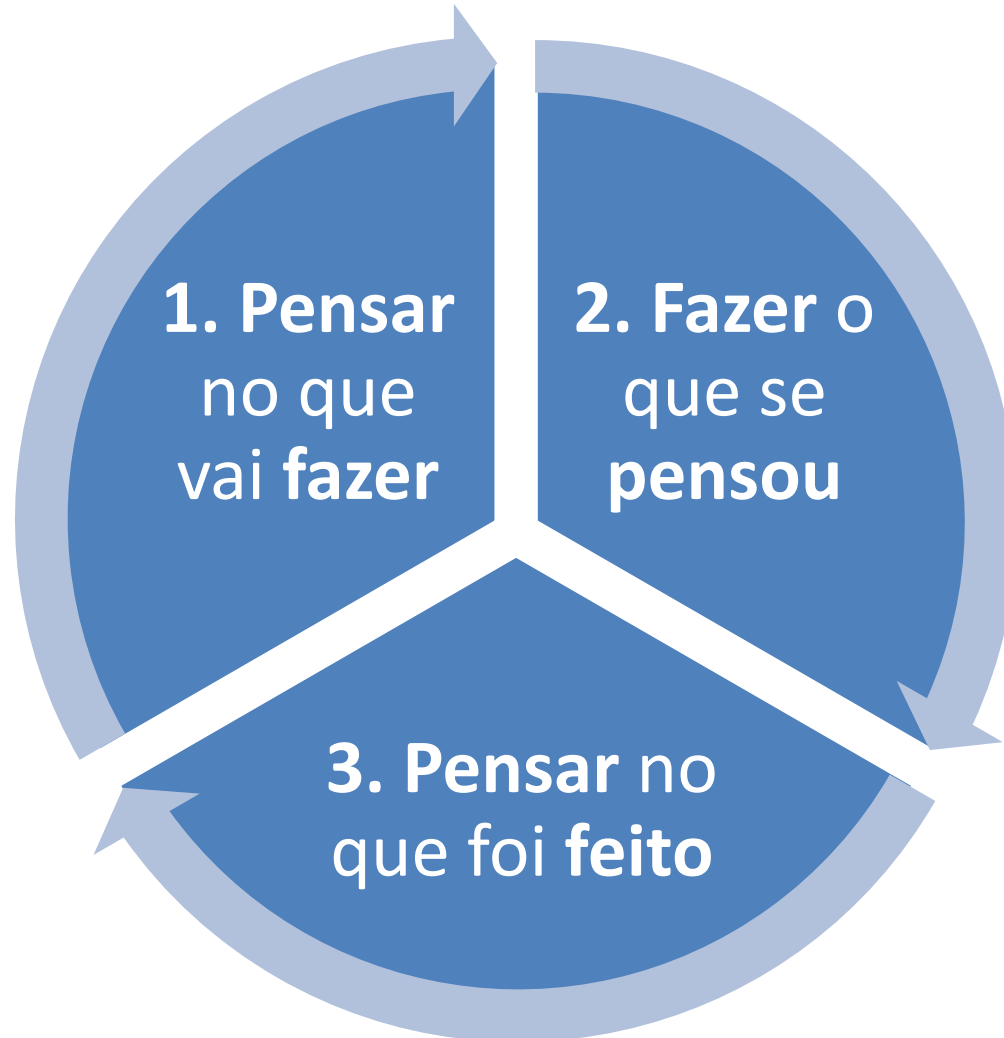 1. Pensar
no que
vai fazer
2. Fazer o
que se
pensou
3. Pensar no
que foi feito